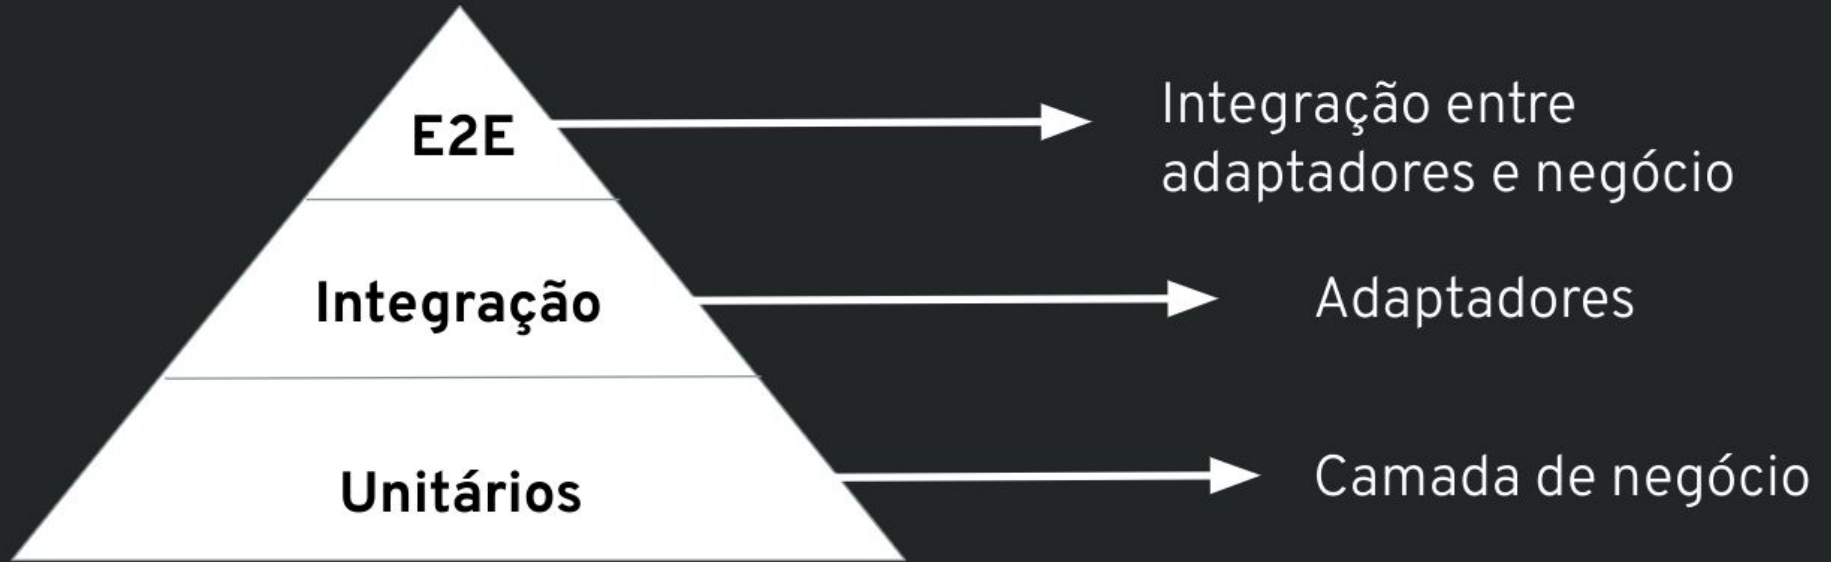 E2E
Integração entre
adaptadores e negócio
Integração
Adaptadores
Unitários
Camada de negócio